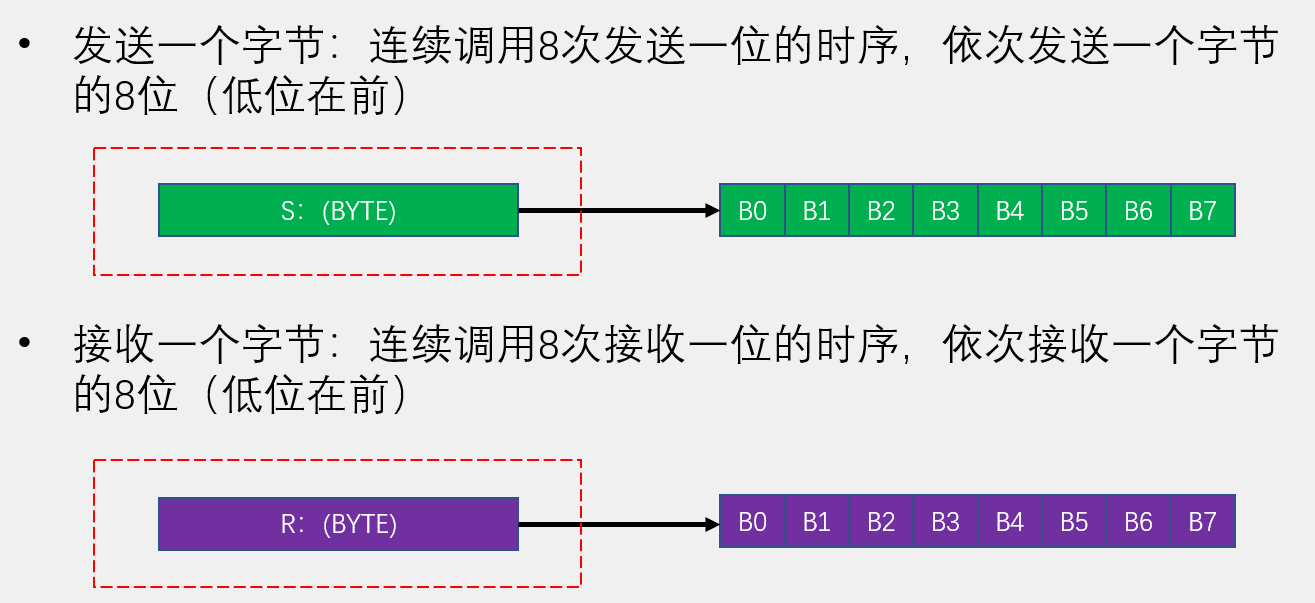 • 发送一个字节：连续调用8次发送一位的时序，依次发送一个字节
的8位（低位在前）
S：(BYTE)
B0 B1 B2 B3 B4 B5 B6 B7
• 接收一个字节：连续调用8次接收一位的时序，依次接收一个字节
的8位（低位在前）
R：(BYTE)
B0 B1 B2 B3 B4 B5 B6 B7